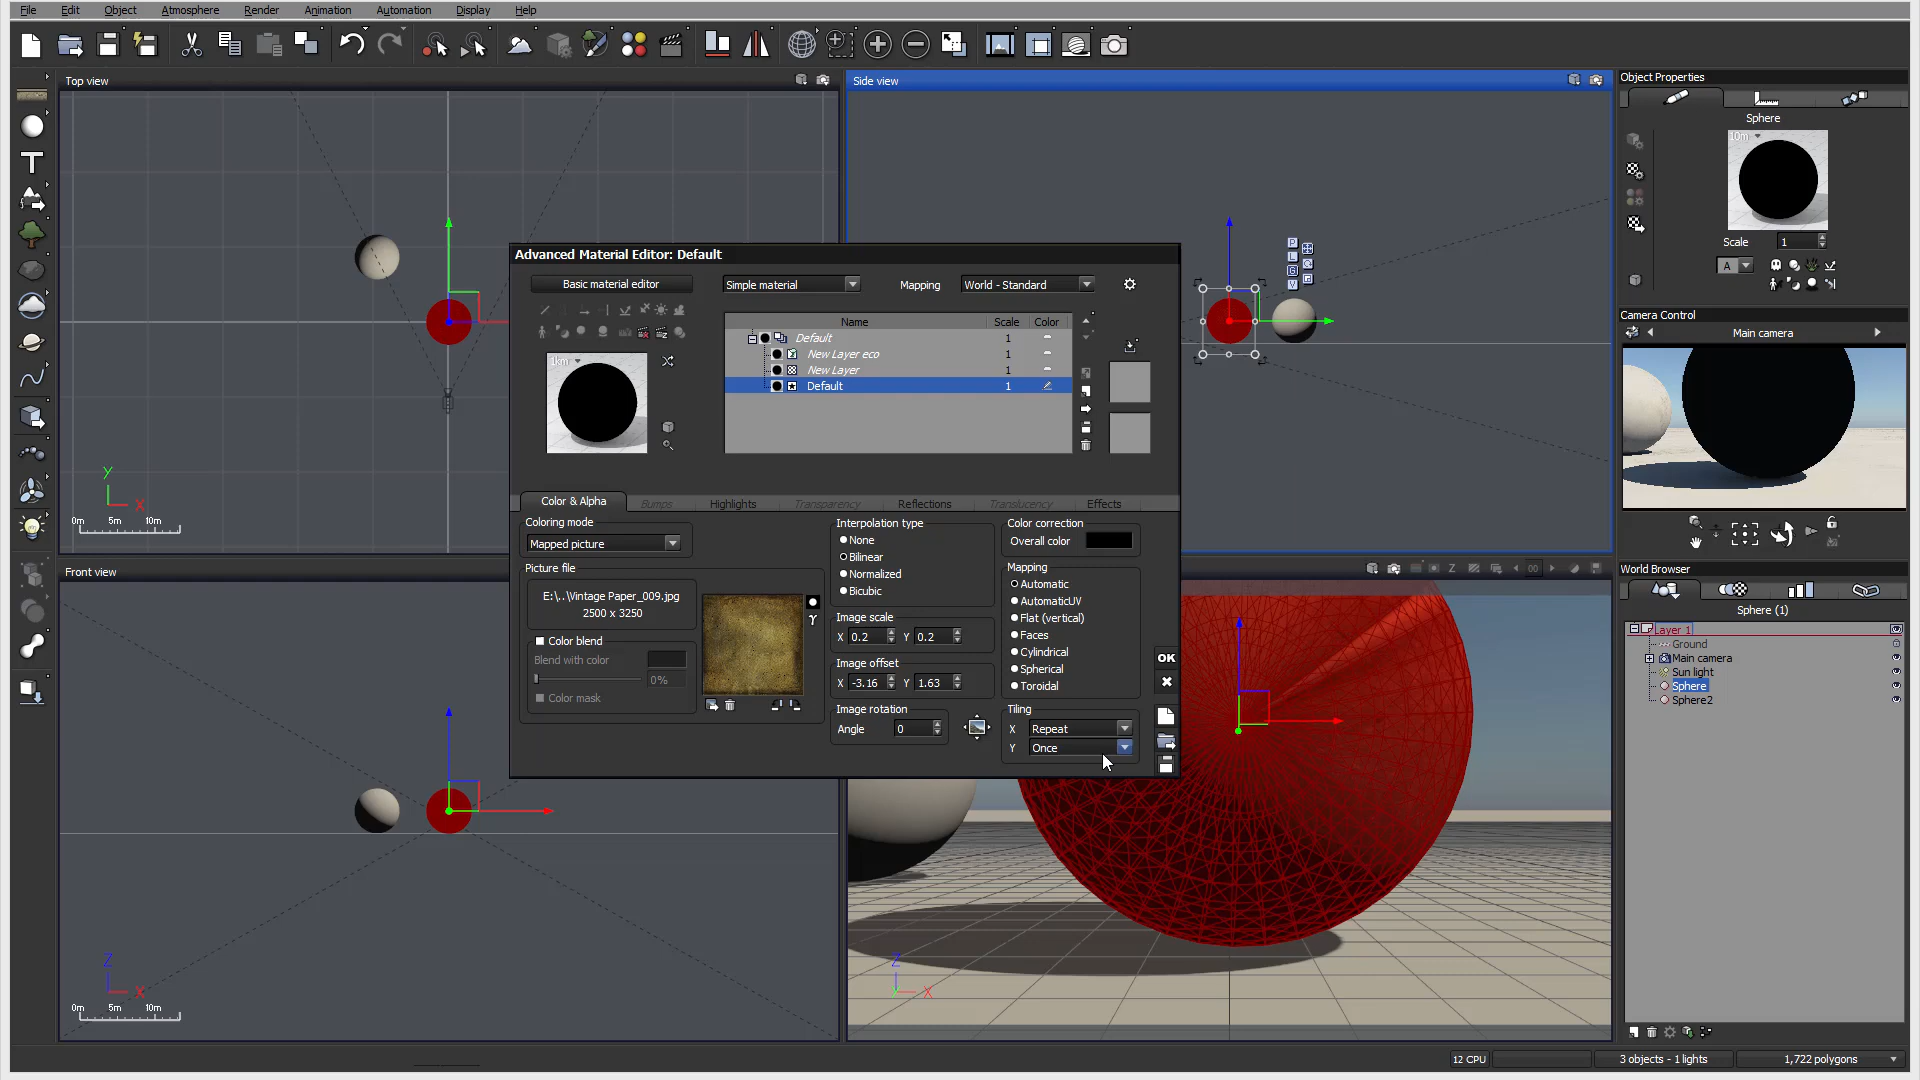 File Edit Object Atmosphere Render Animation Automation Display Help
Top view
Side view
Front view
Y
X
0m 5m 10m
Z
X
0m 5m 10m
Z
Y X
P
L
G
V
Advanced Material Editor: Default
Basic material editor
Simple material
Mapping
World - Standard
1km
Name Scale Color
Default 1
New Layer eco 1
New Layer 1
Default 1
Color & Alpha Bumps Highlights Transparency Reflections Translucency Effects
Coloring mode
Mapped picture
Picture file
E:\..\Vintage Paper_009.jpg
2500 x 3250
Color blend
Blend with color
0%
Color mask
Interpolation type
None
Bilinear
Normalized
Bicubic
Image scale
X 0.2 Y 0.2
Image offset
X -3.16 Y 1.63
Image rotation
Angle 0
Color correction
Overall color
Mapping
Automatic
AutomaticUV
Flat (vertical)
Faces
Cylindrical
Spherical
Toroidal
Tiling
X Repeat
Y Once
OK
Z
00
Object Properties
Sphere
10m
Scale 1
A
Camera Control
Main camera
World Browser
Sphere (1)
Layer 1
Ground
Main camera
Sun light
Sphere
Sphere2
12 CPU
3 objects - 1 lights
1,722 polygons